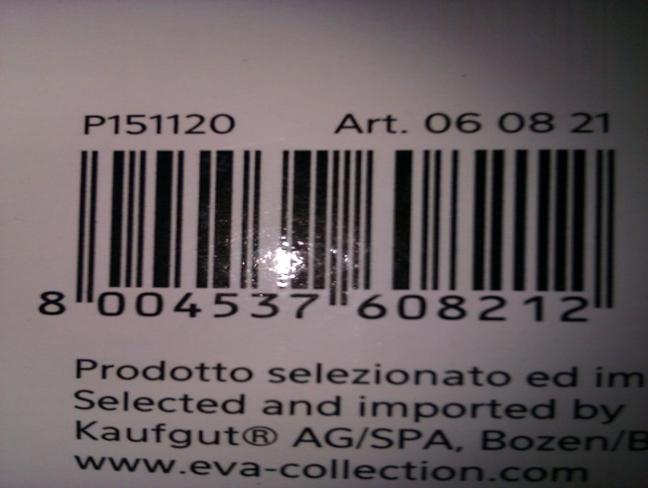 P151120 Art. 06 08 21
8 004537 608212
Prodotto selezionato ed im
Selected and imported by
Kaufgut® AG/SPA, Bozen/B
www.eva-collection.com